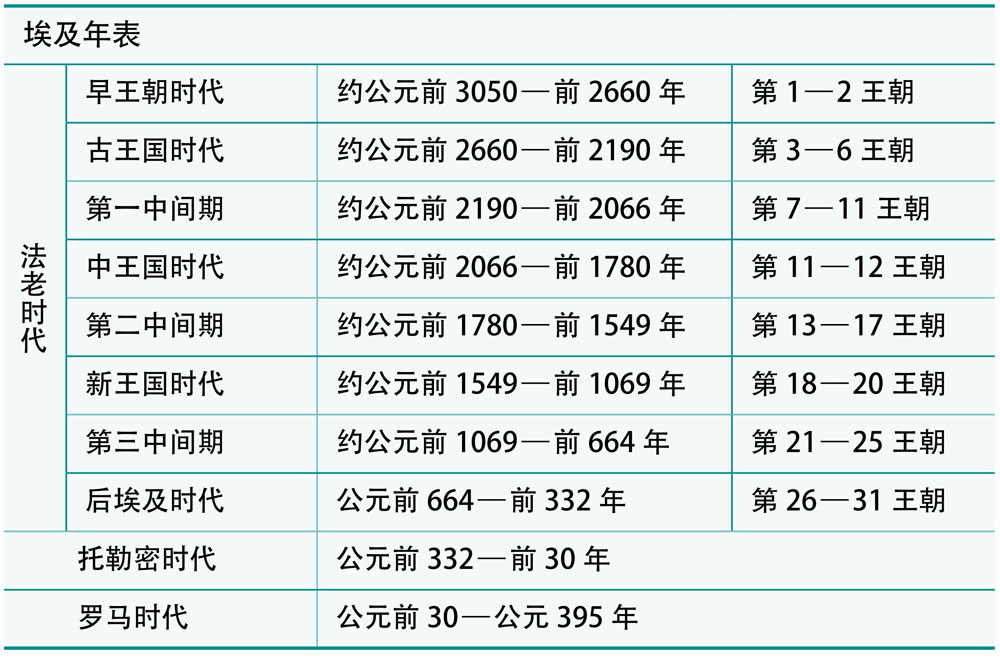 埃及年表
法老时代
早王朝时代 约公元前 3050—前 2660 年 第 1—2 王朝
古王国时代 约公元前 2660—前 2190 年 第 3—6 王朝
第一中间期 约公元前 2190—前 2066 年 第 7—11 王朝
中王国时代 约公元前 2066—前 1780 年 第 11—12 王朝
第二中间期 约公元前 1780—前 1549 年 第 13—17 王朝
新王国时代 约公元前 1549—前 1069 年 第 18—20 王朝
第三中间期 约公元前 1069—前 664 年 第 21—25 王朝
后埃及时代 公元前 664—前 332 年 第 26—31 王朝
托勒密时代 公元前 332—前 30 年
罗马时代 公元前 30—公元 395 年